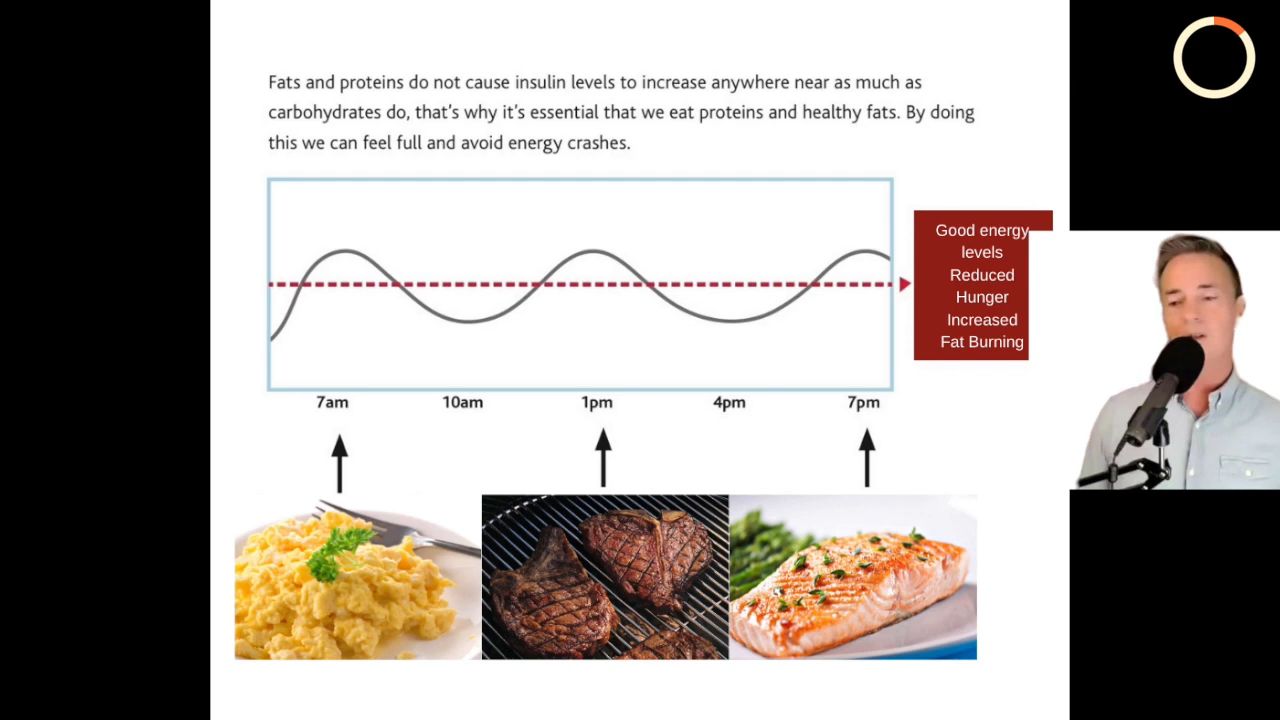 Fats and proteins do not cause insulin levels to increase anywhere near as much as
carbohydrates do, that's why it's essential that we eat proteins and healthy fats. By doing
this we can feel full and avoid energy crashes.
Good energy
levels
Reduced
Hunger
Increased
Fat Burning
7am
10am
1pm
4pm
7pm